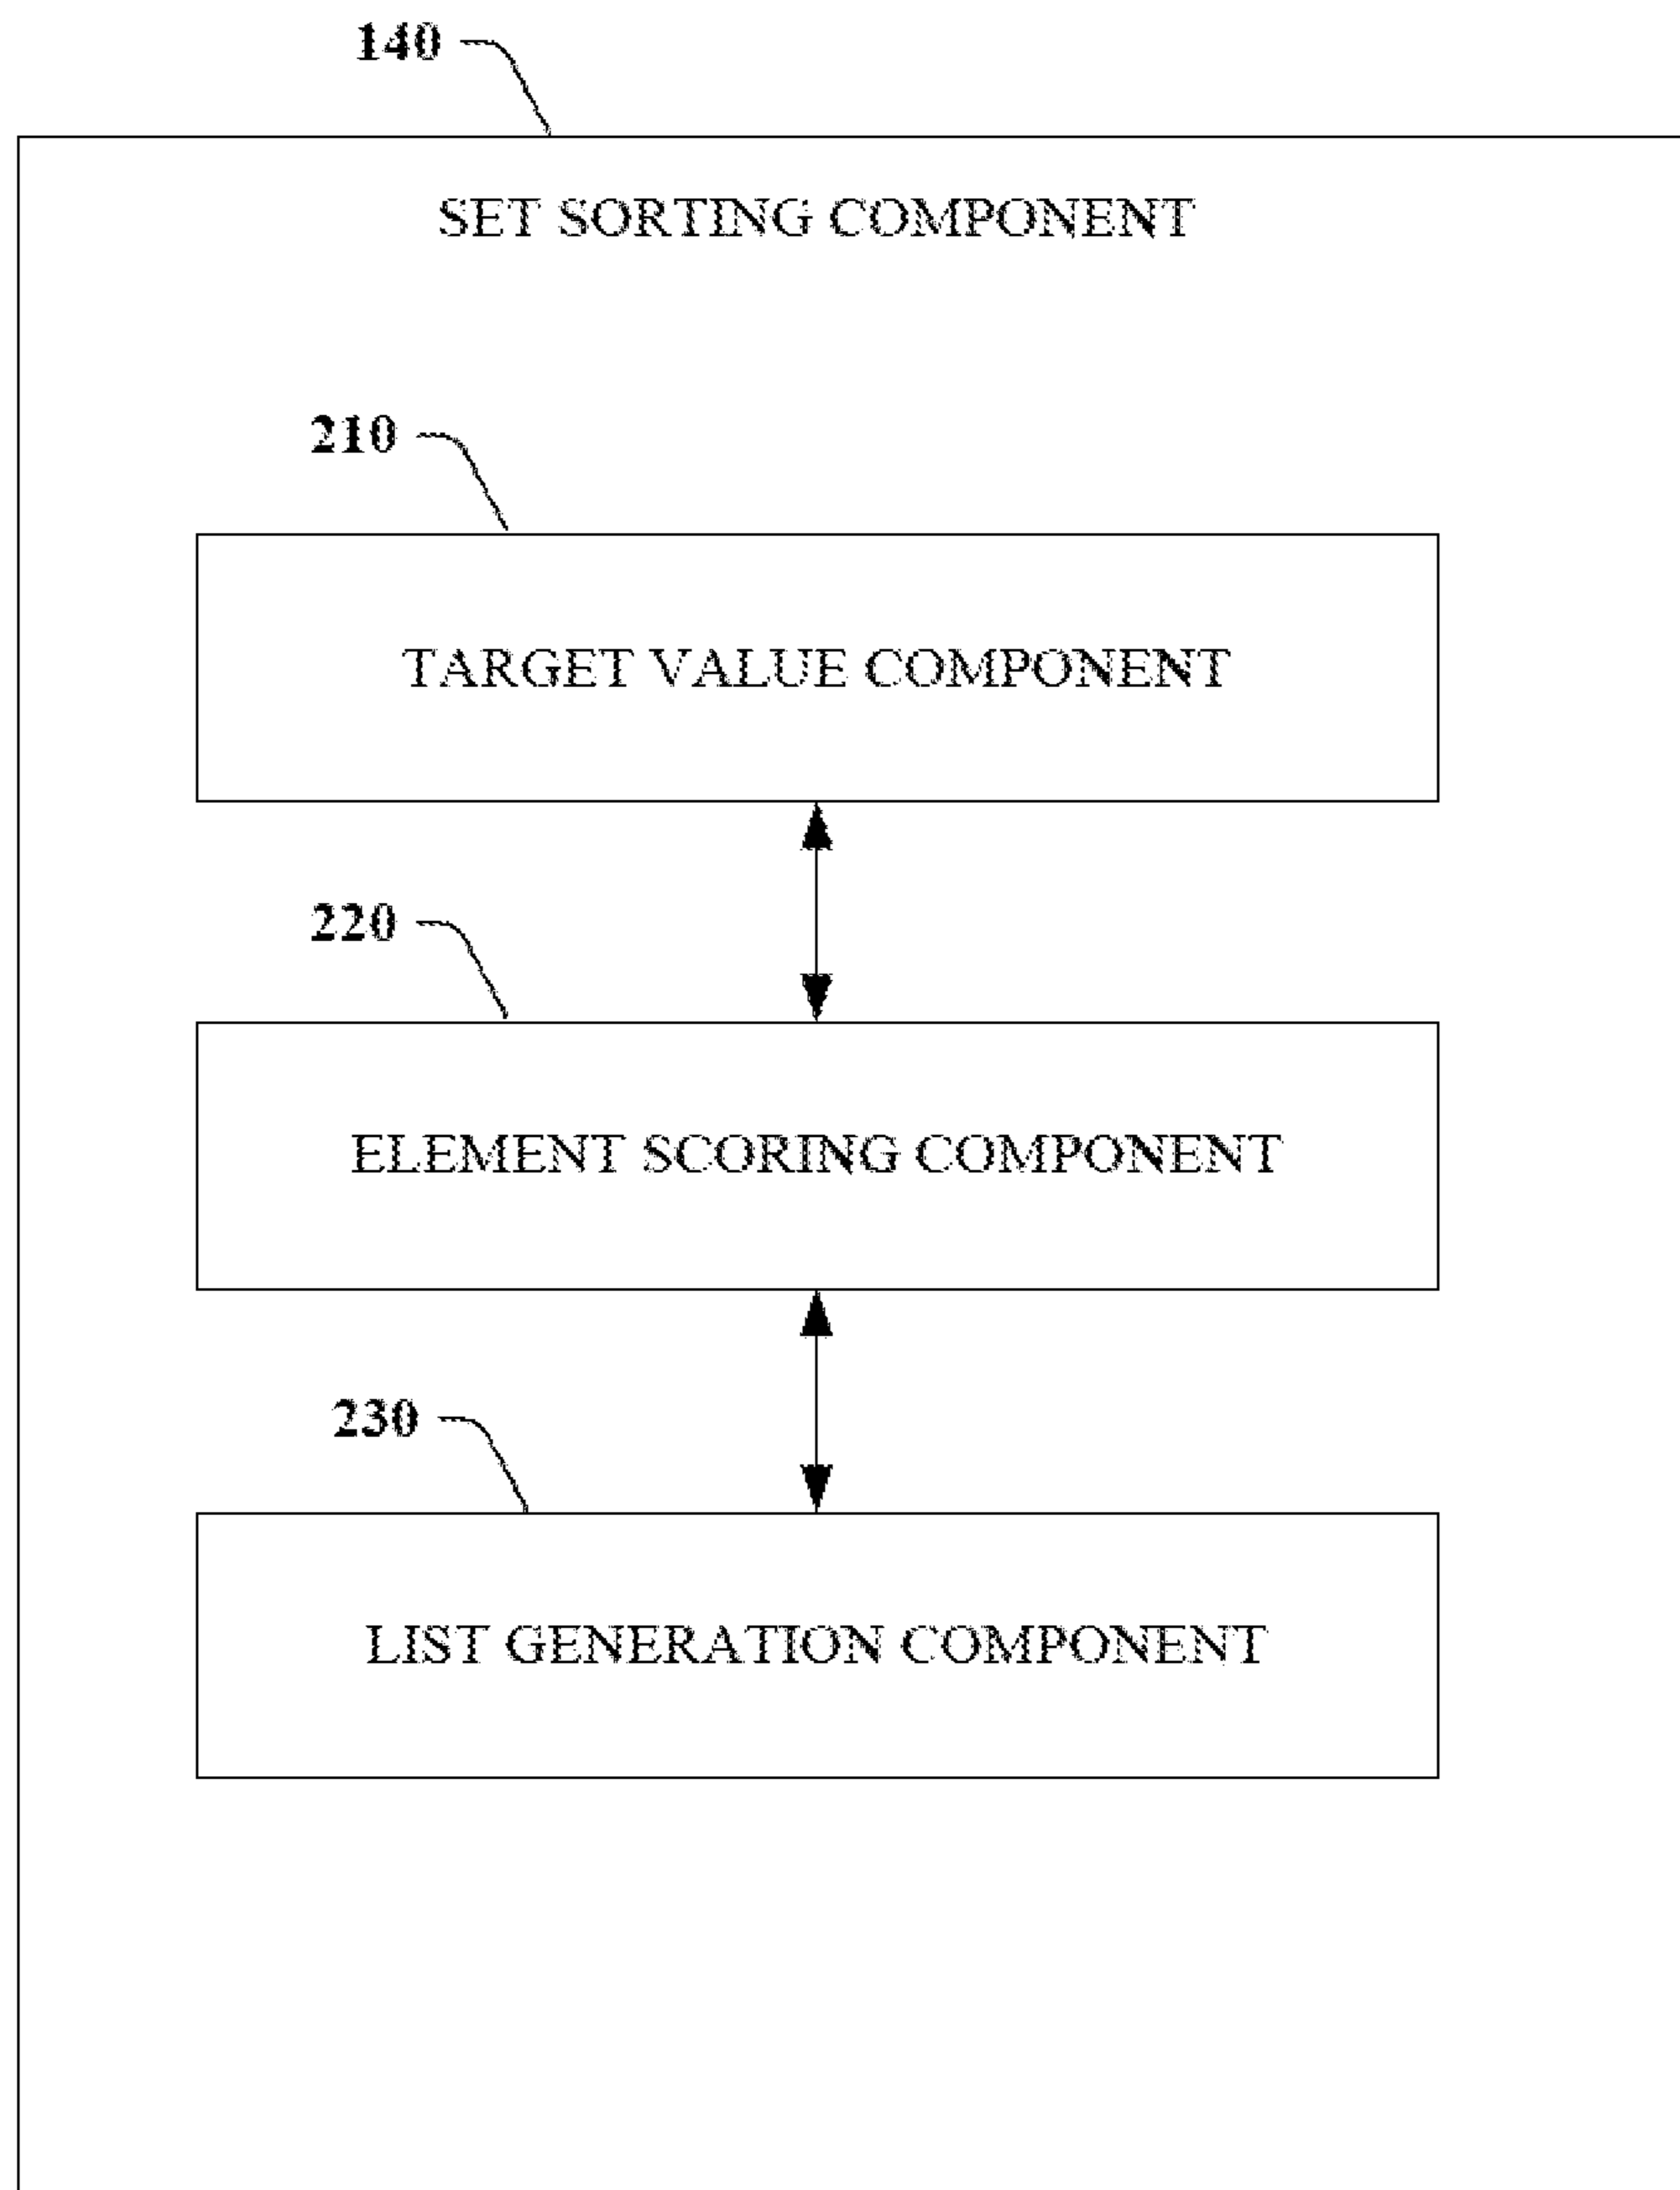 140
SET SORTING COMPONENT
210
TARGET VALUE COMPONENT
220
ELEMENT SCORING COMPONENT
230
LIST GENERATION COMPONENT